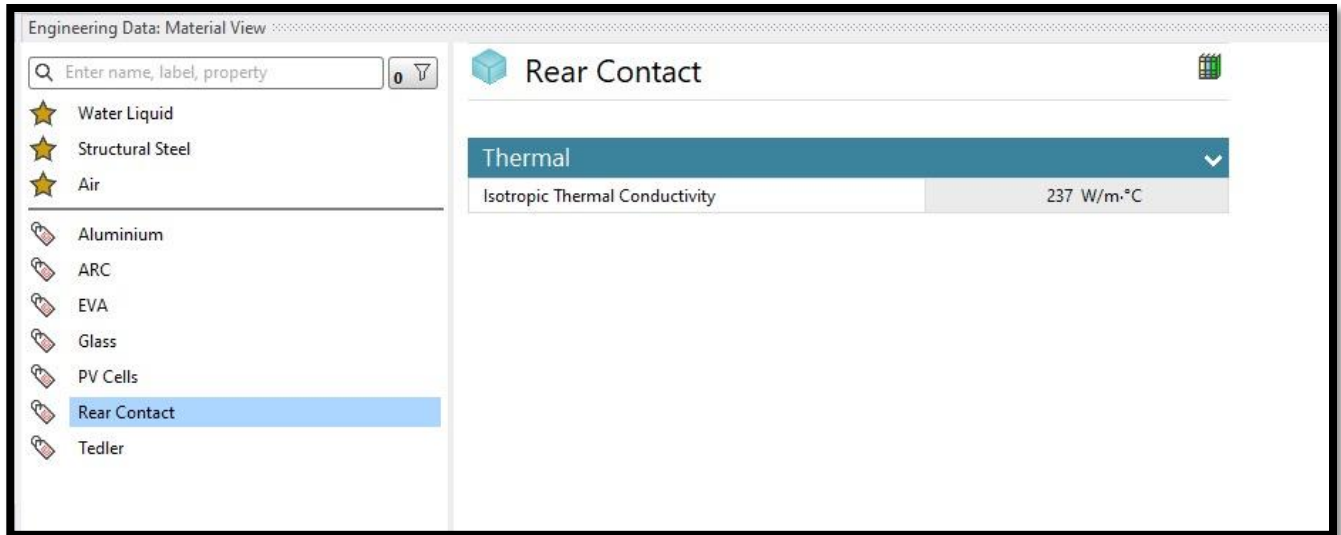 Engineering Data: Material View
Enter name, label, property
0
Water Liquid
Structural Steel
Air
Aluminium
ARC
EVA
Glass
PV Cells
Rear Contact
Tedler
Rear Contact
Thermal
Isotropic Thermal Conductivity 237 W/m·°C